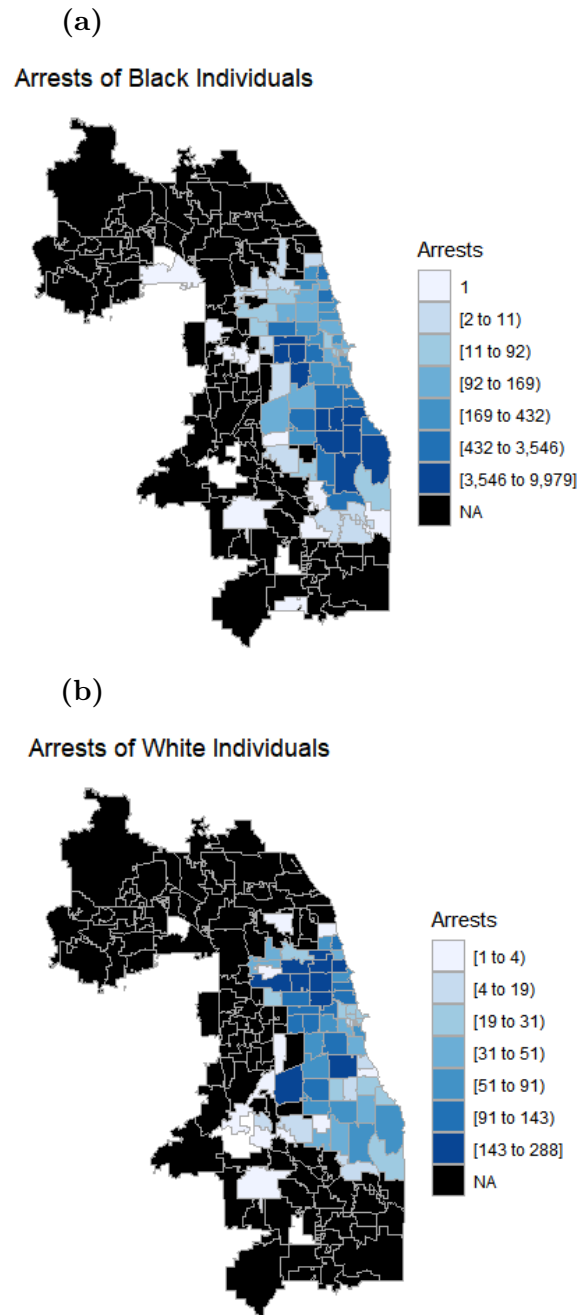 (a)
Arrests of Black Individuals
Arrests
1
[2 to 11)
[11 to 92)
[92 to 169)
[169 to 432)
[432 to 3,546)
[3,546 to 9,979]
NA
(b)
Arrests of White Individuals
Arrests
[1 to 4)
[4 to 19)
[19 to 31)
[31 to 51)
[51 to 91)
[91 to 143)
[143 to 288]
NA